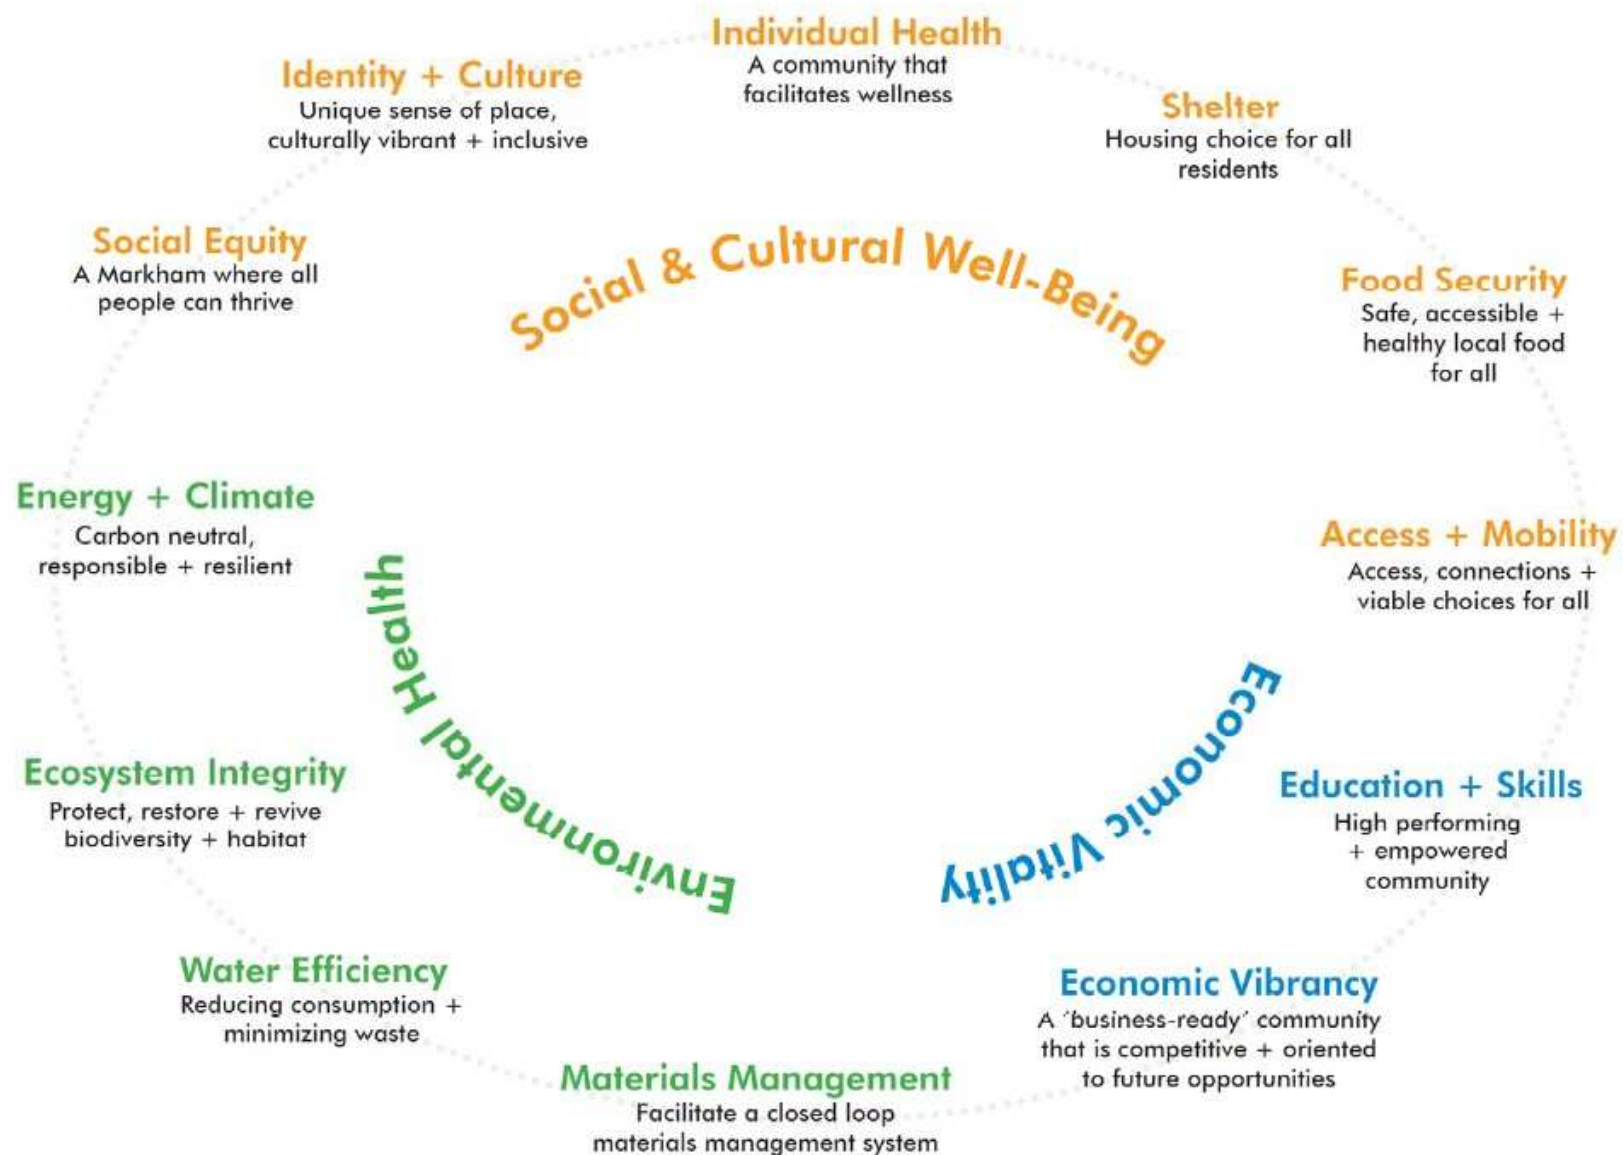 Individual Health
A community that
facilitates wellness
Identity + Culture
Unique sense of place,
culturally vibrant + inclusive
Shelter
Housing choice for all
residents
Social Equity
A Markham where all
people can thrive
Social & Cultural Well-Being
Food Security
Safe, accessible +
healthy local food
for all
Energy + Climate
Carbon neutral,
responsible + resilient
Access + Mobility
Access, connections +
viable choices for all
Environmental Health
Economic Vitality
Ecosystem Integrity
Protect, restore + revive
biodiversity + habitat
Education + Skills
High performing
+ empowered
community
Water Efficiency
Reducing consumption +
minimizing waste
Economic Vibrancy
A ‘business-ready’ community
that is competitive + oriented
to future opportunities
Materials Management
Facilitate a closed loop
materials management system